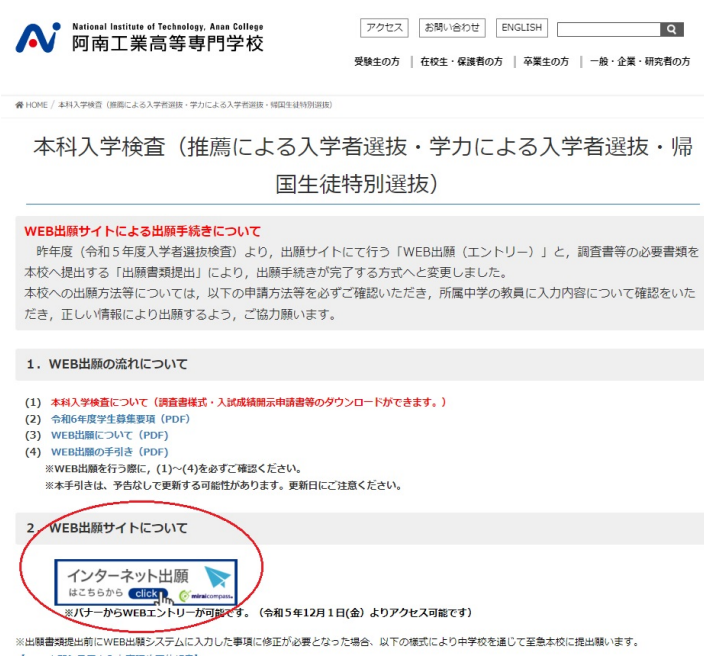 National Institute of Technology, Anan College
阿南工業高等専門学校
アクセス お問い合わせ ENGLISH
受験生の方 | 在校生・保護者の方 | 卒業生の方 | 一般・企業・研究者の方
HOME / 本科入学検査（推薦による入学者選抜・学力による入学者選抜・帰国生徒特別選抜）
本科入学検査（推薦による入学者選抜・学力による入学者選抜・帰
国生徒特別選抜）
WEB出願サイトによる出願手続きについて
昨年度（令和５年度入学者選抜検査）より，出願サイトにて行う「WEB出願（エントリー）」と，調査書等の必要書類を
本校へ提出する「出願書類提出」により，出願手続きが完了する方式へと変更しました。
本校への出願方法等については，以下の申請方法等を必ずご確認いただき，所属中学の教員に入力内容について確認をいた
だき，正しい情報により出願するよう，ご協力願います。
１．WEB出願の流れについて
(1) 本科入学検査について（調査書様式・入試成績開示申請書等のダウンロードができます。）
(2) 令和6年度学生募集要項（PDF）
(3) WEB出願について（PDF）
(4) WEB出願の手引き（PDF）
※WEB出願を行う際に，(1)～(4)を必ずご確認ください。
※本手引きは、予告なしで更新する可能性があります。更新日にご注意ください。
２．WEB出願サイトについて
インターネット出願
はこちらから click miraicompass
※バナーからWEBエントリーが可能です。（令和５年12月１日(金）よりアクセス可能です）
※出願書類提出前にWEB出願システムに入力した事項に修正が必要となった場合、以下の様式により中学校を通じて至急本校に提出願います。